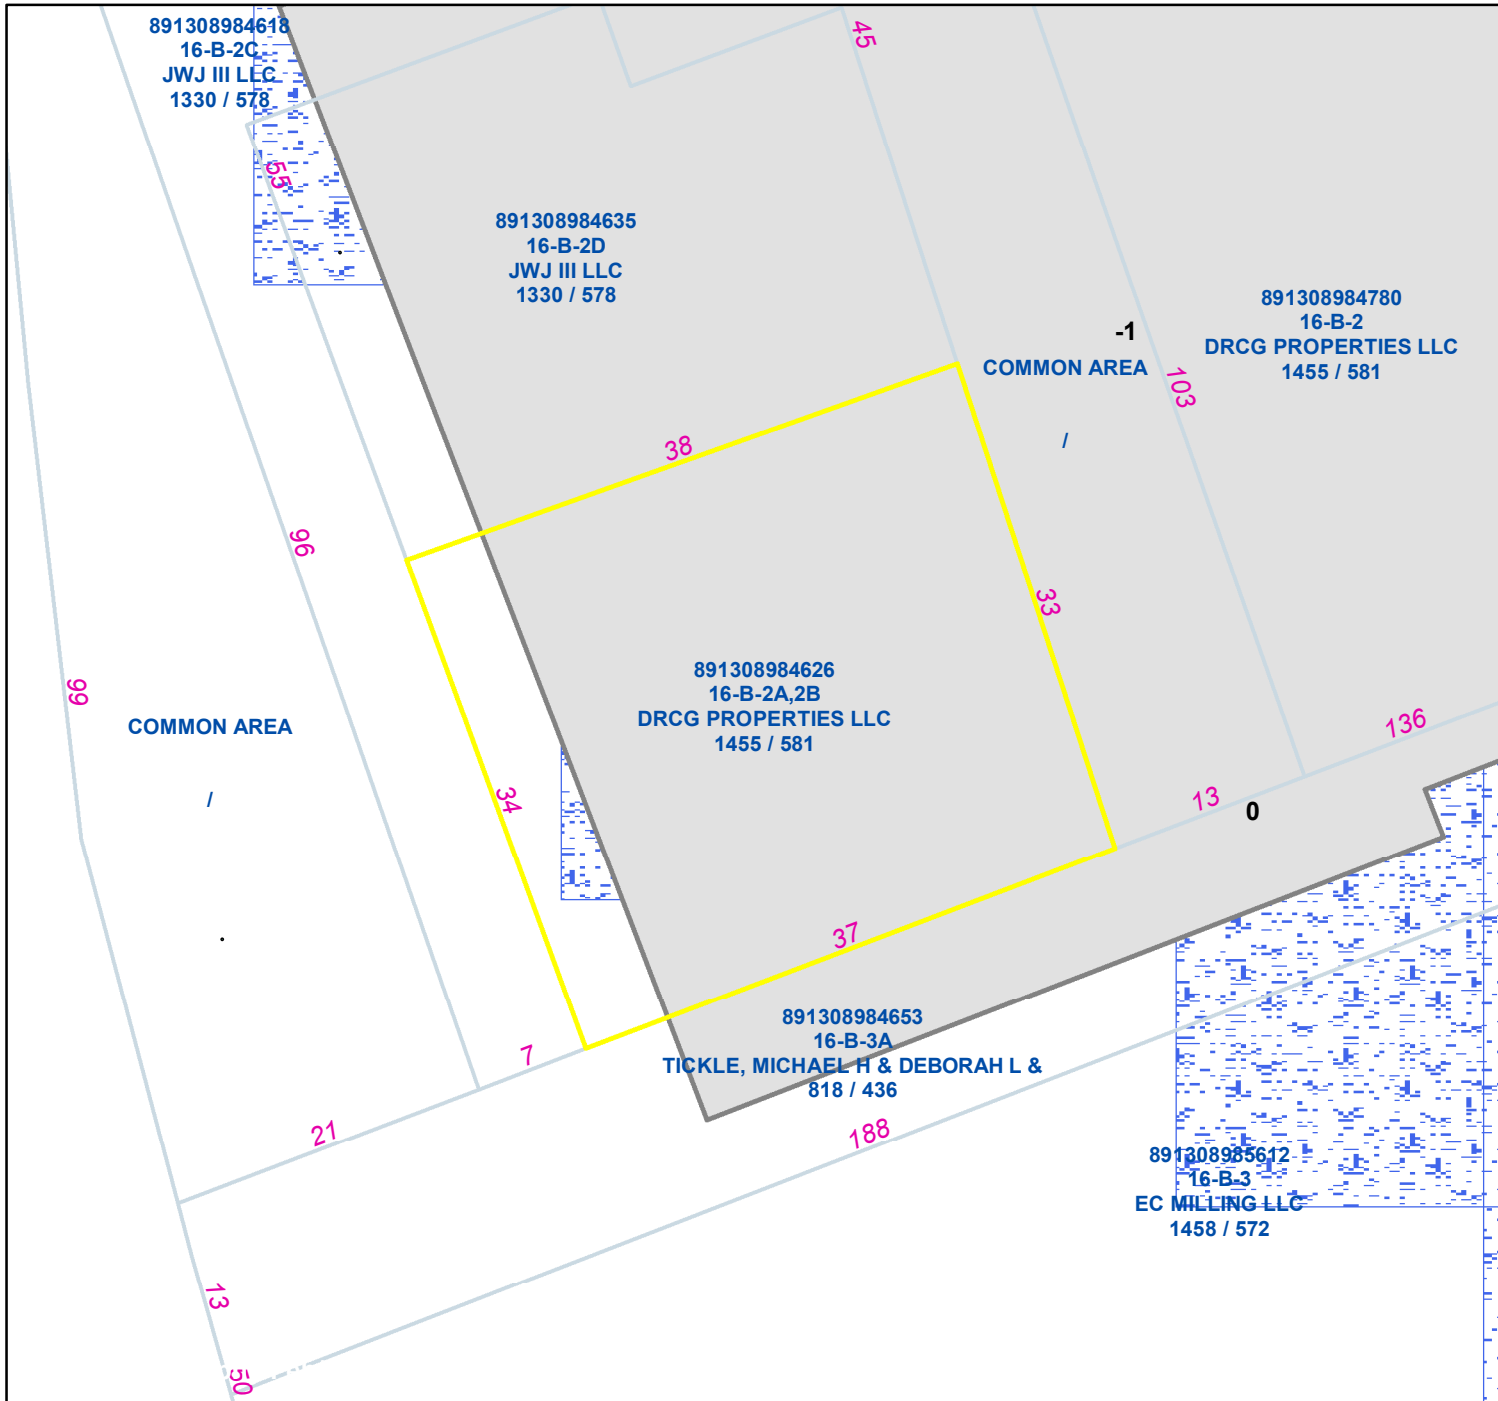 891308984618
16-B-2C
JWJ III LLC
1330 / 578
45
55
891308984635
16-B-2D
JWJ III LLC
1330 / 578
891308984780
16-B-2
DRCG PROPERTIES LLC
1455 / 581
-1
COMMON AREA
/
103
38
96
33
99
COMMON AREA
/
891308984626
16-B-2A,2B
DRCG PROPERTIES LLC
1455 / 581
136
34
13
0
37
7
891308984653
16-B-3A
TICKLE, MICHAEL H & DEBORAH L &
818 / 436
21
188
891308985612
16-B-3
EC MILLING LLC
1458 / 572
13
50